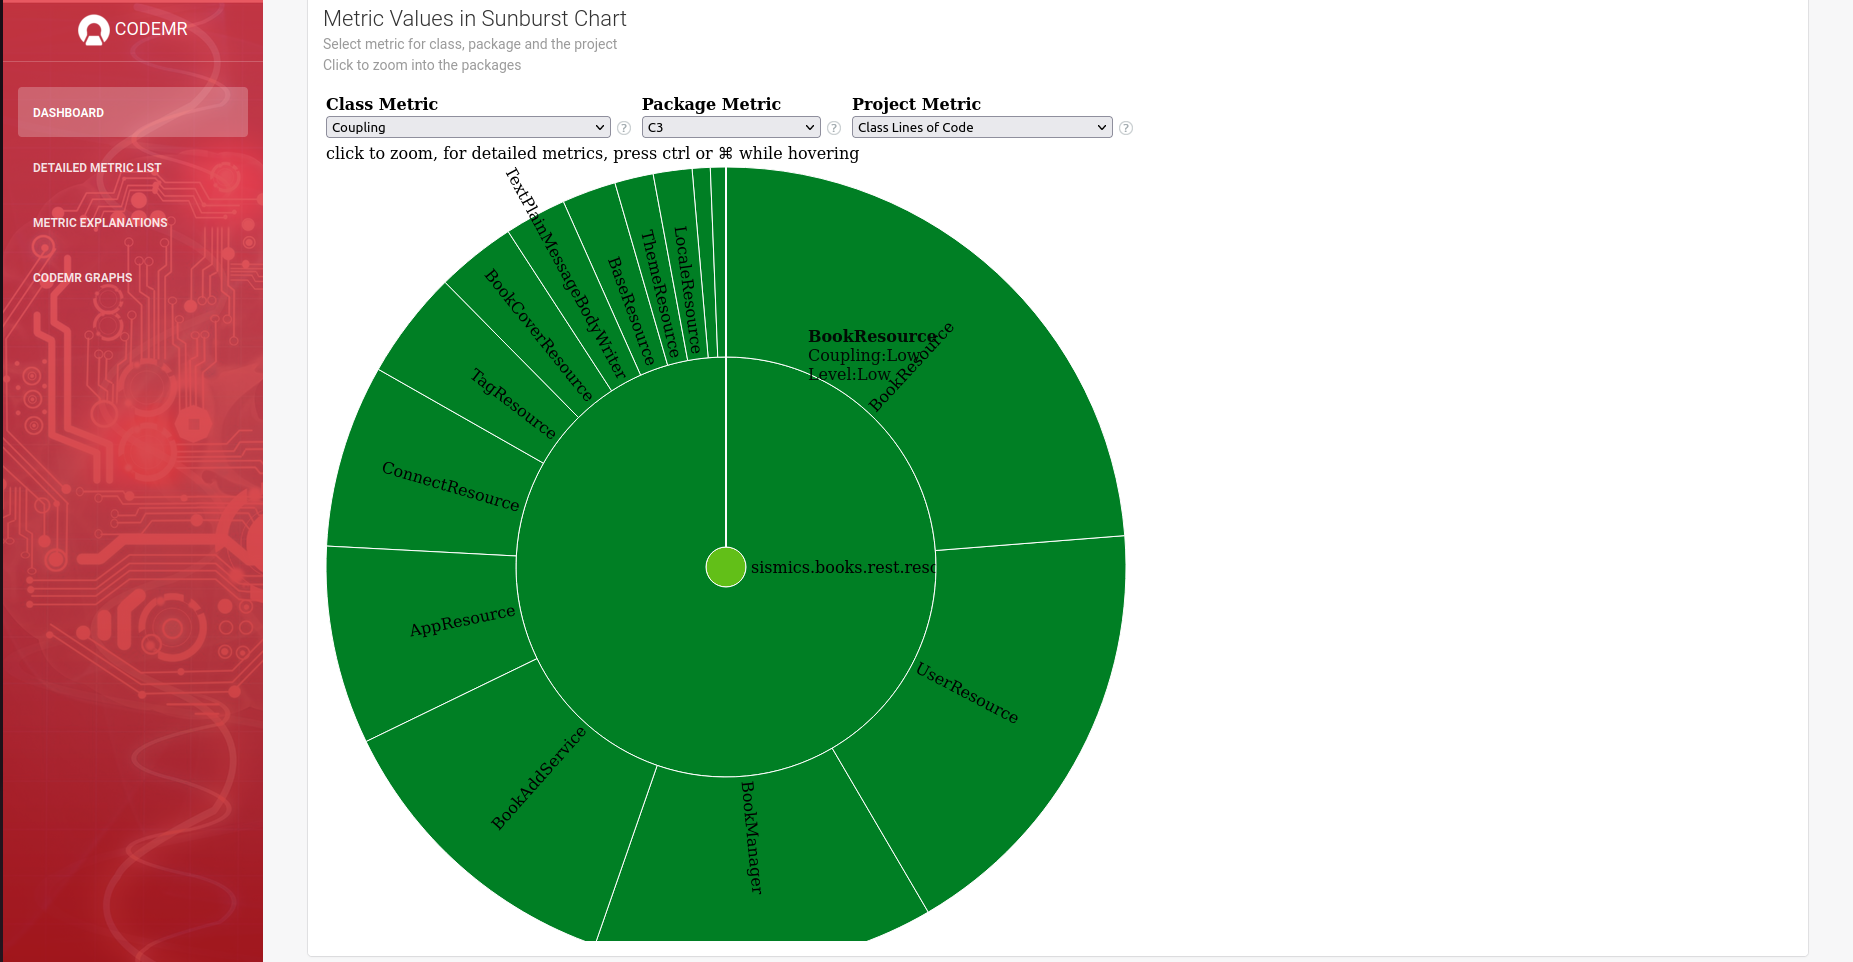 CODEMR
DASHBOARD
DETAILED METRIC LIST
METRIC EXPLANATIONS
CODEMR GRAPHS
Metric Values in Sunburst Chart
Select metric for class, package and the project
Click to zoom into the packages
Class Metric
Package Metric
Project Metric
Coupling
?
C3
?
Class Lines of Code
?
click to zoom, for detailed metrics, press ctrl or ⌘ while hovering
TextPlainMessageBodyWriter
BaseResource
ThemeResource
LocaleResource
BookCoverResource
TagResource
ConnectResource
AppResource
BookAddService
BookManager
UserResource
BookResource
BookResource
Coupling:Low
Level:Low
sismics.books.rest.reso